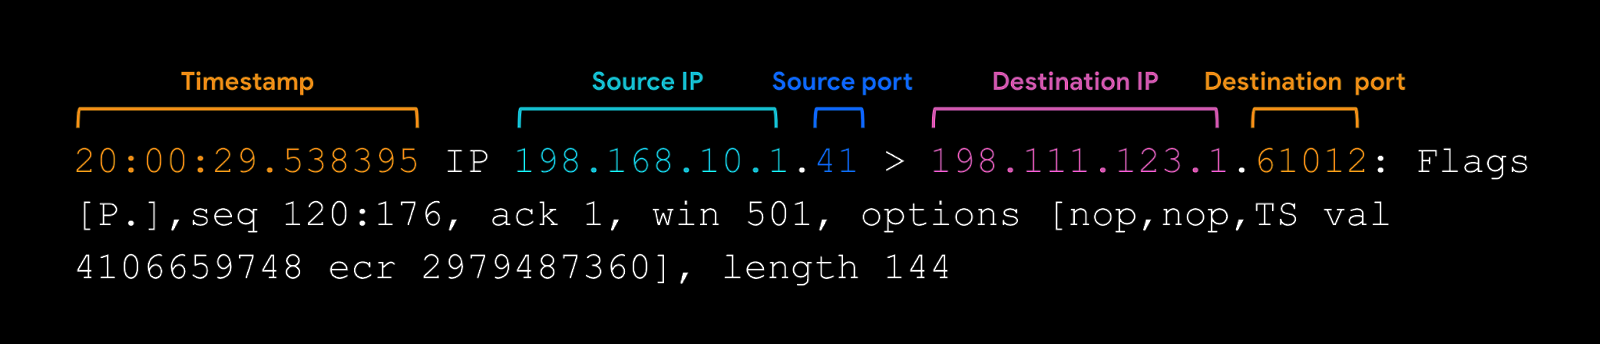 Timestamp Source IP Source port Destination IP Destination port
20:00:29.538395 IP 198.168.10.1.41 > 198.111.123.1.61012: Flags
[P.],seq 120:176, ack 1, win 501, options [nop,nop,TS val
4106659748 ecr 2979487360], length 144